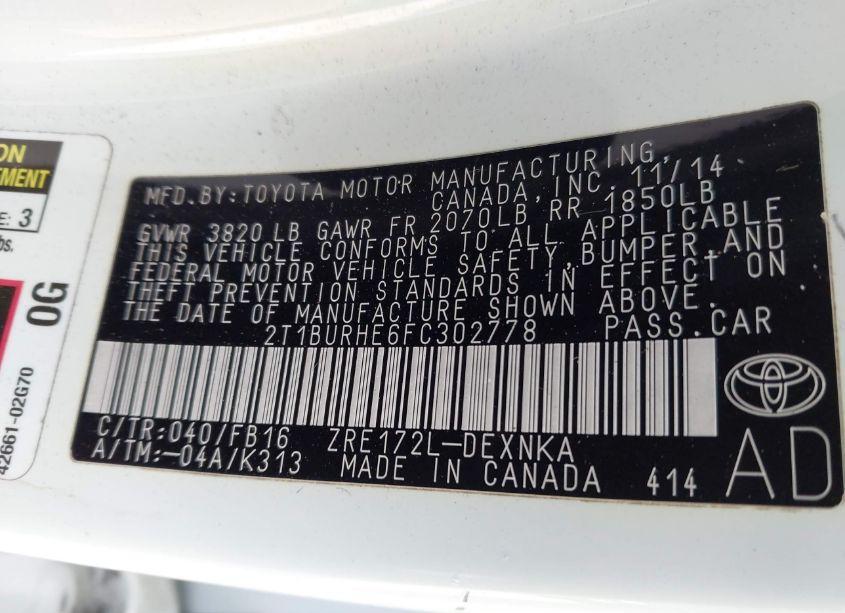 MFD.BY:TOYOTA MOTOR MANUFACTURING,
CANADA, INC. 11/14
GVWR 3820 LB GAWR FR 2070LB RR 1850LB
THIS VEHICLE CONFORMS TO ALL APPLICABLE
FEDERAL MOTOR VEHICLE SAFETY, BUMPER AND
THEFT PREVENTION STANDARDS IN EFFECT ON
THE DATE OF MANUFACTURE SHOWN ABOVE.
2T1BURHE6FC302778 PASS.CAR
C/TR:040/FB16 ZRE172L-DEXNKA
A/TM:-04A/K313 MADE IN CANADA 414
AD
3
0G
42661-02G70